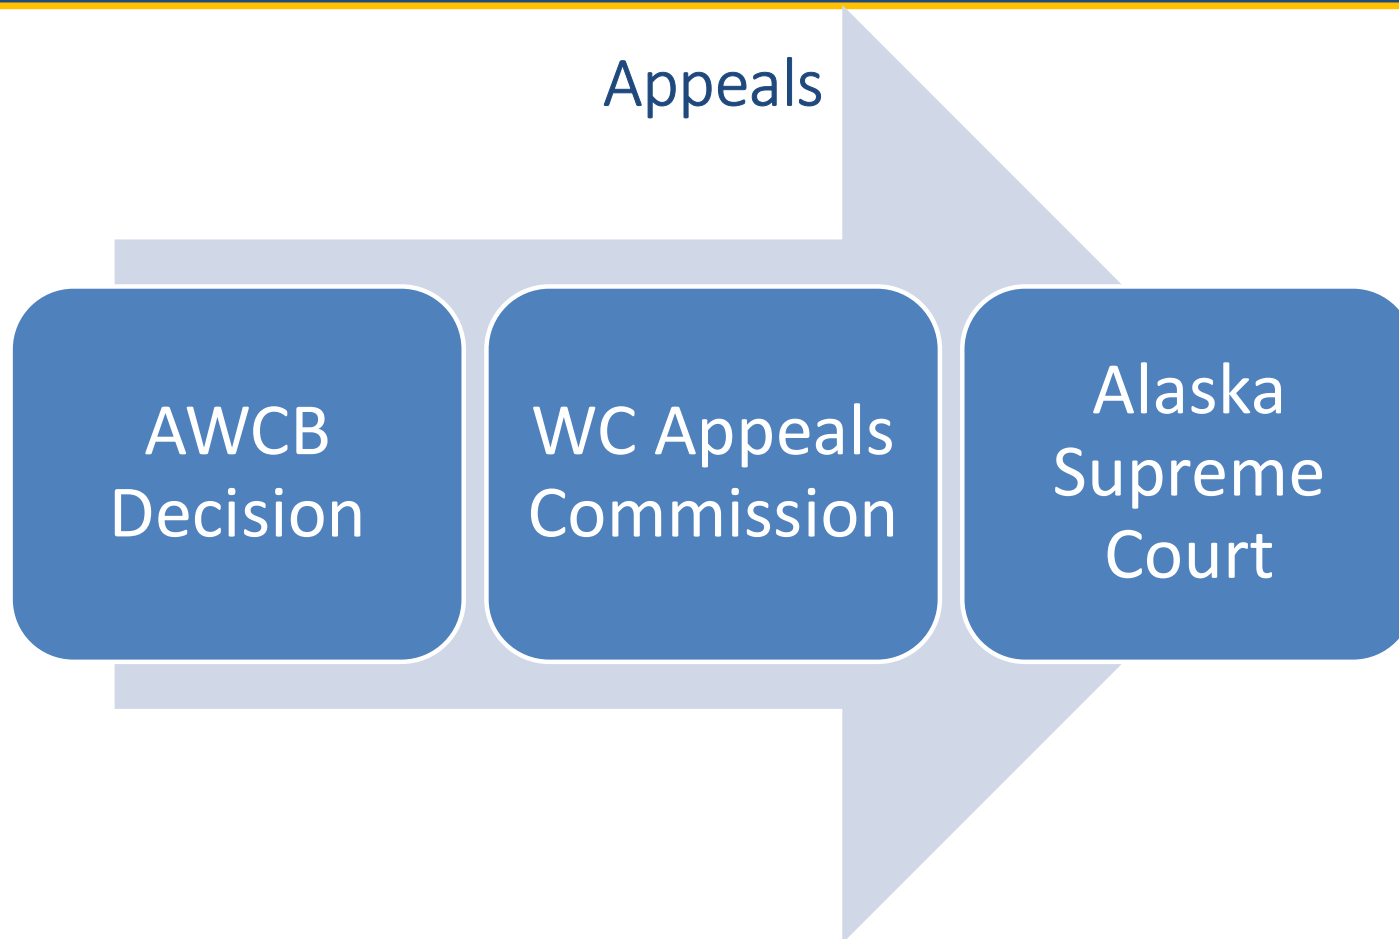 Appeals
AWCB
Decision
WC Appeals
Commission
Alaska
Supreme
Court